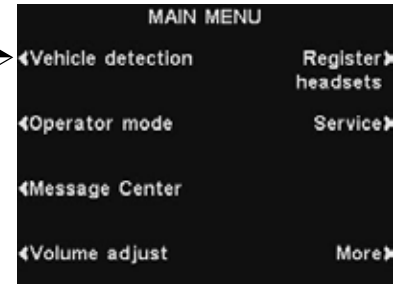 MAIN MENU
Vehicle detection
Register
headsets
Operator mode
Service
Message Center
Volume adjust
More